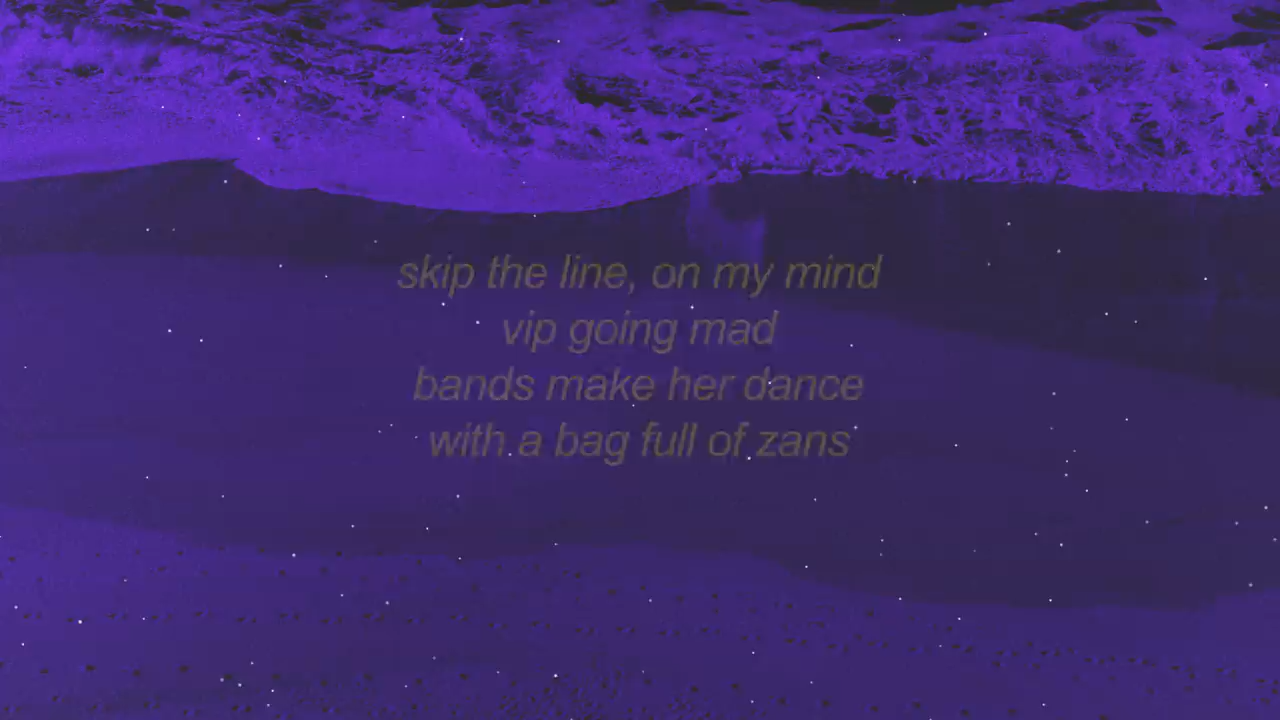 skip the line, on my mind
vip going mad
bands make her dance
with a bag full of zans